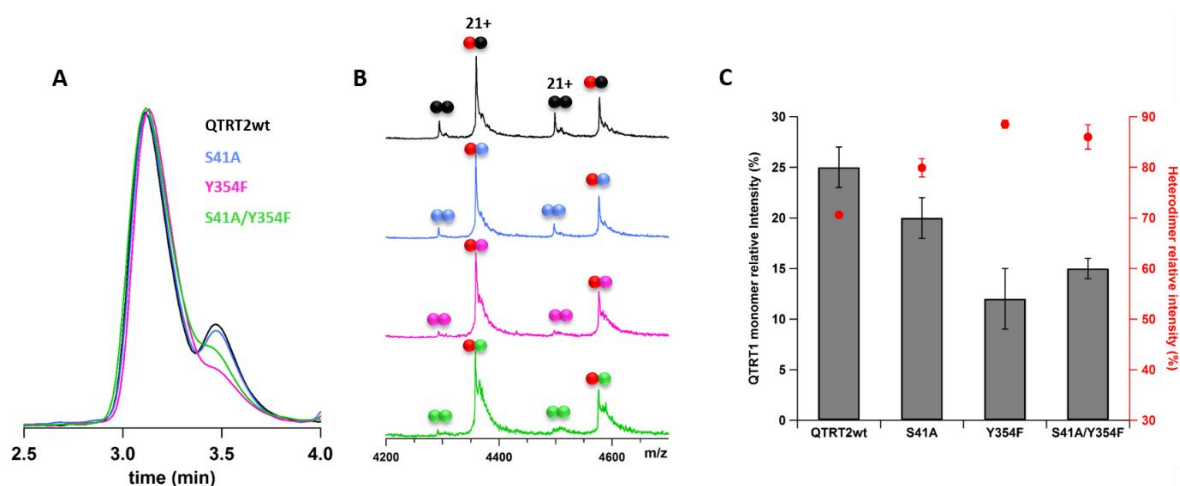 A
QTRT2wt
S41A
Y354F
S41A/Y354F
2.5
3.0
3.5
4.0
time (min)
B
21+
21+
4200
4400
4600
m/z
C
QTRT1 monomer relative Intensity (%)
30
25
20
15
10
5
0
QTRT2wt
S41A
Y354F
S41A/Y354F
90
80
70
60
50
40
30
Heterodimer relative intensity (%)